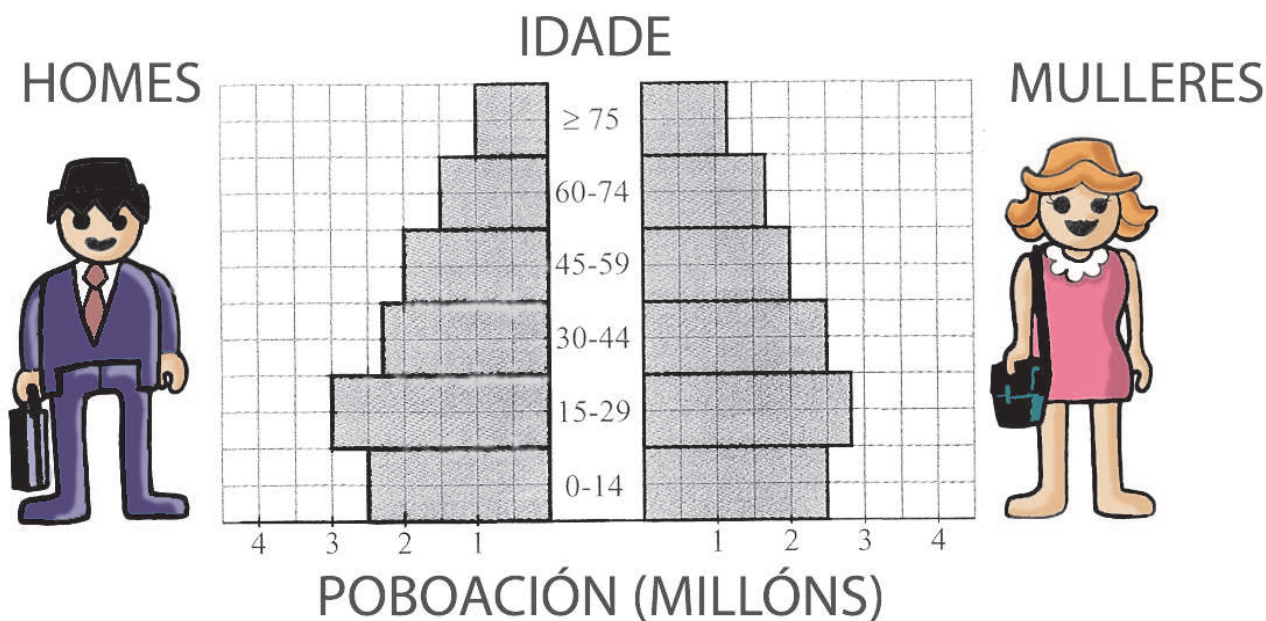 IDADE
HOMES
MULLERES
≥ 75
60-74
45-59
30-44
15-29
0-14
4 3 2 1 1 2 3 4
POBOACIÓN (MILLÓNS)